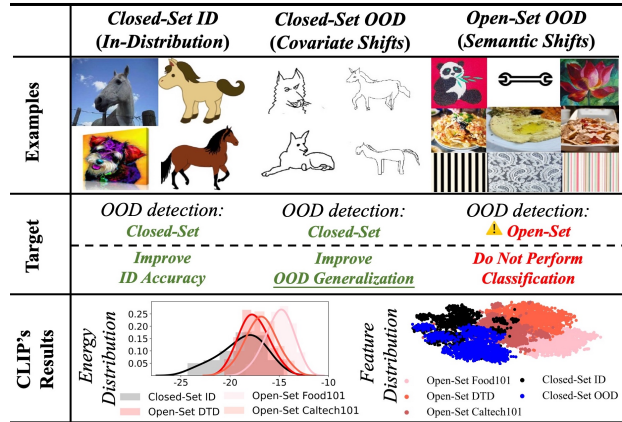 Closed-Set ID
(In-Distribution)
Closed-Set OOD
(Covariate Shifts)
Open-Set OOD
(Semantic Shifts)
Examples
Target
OOD detection:
Closed-Set
OOD detection:
Closed-Set
OOD detection:
Open-Set
Improve
ID Accuracy
Improve
OOD Generalization
Do Not Perform
Classification
CLIP's
Results
Energy
Distribution
0.25
0.20
0.15
0.10
0.05
-25
-20
-15
-10
Closed-Set ID
Open-Set Food101
Open-Set DTD
Open-Set Caltech101
Feature
Distribution
Open-Set Food101
Closed-Set ID
Open-Set DTD
Closed-Set OOD
Open-Set Caltech101